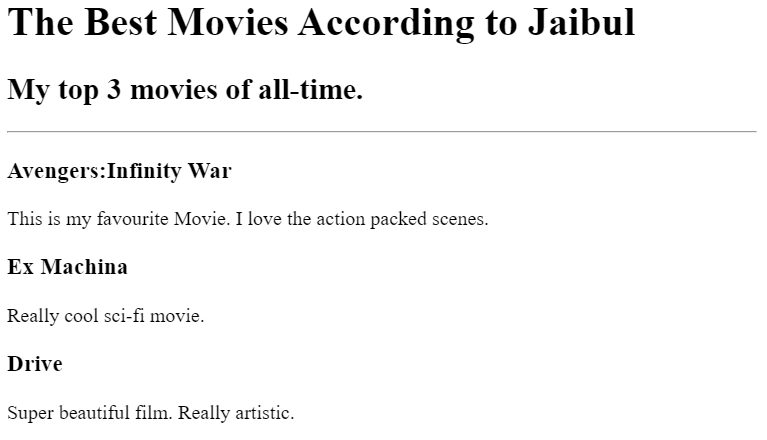 The Best Movies According to Jaibul
My top 3 movies of all-time.
Avengers:Infinity War
This is my favourite Movie. I love the action packed scenes.
Ex Machina
Really cool sci-fi movie.
Drive
Super beautiful film. Really artistic.